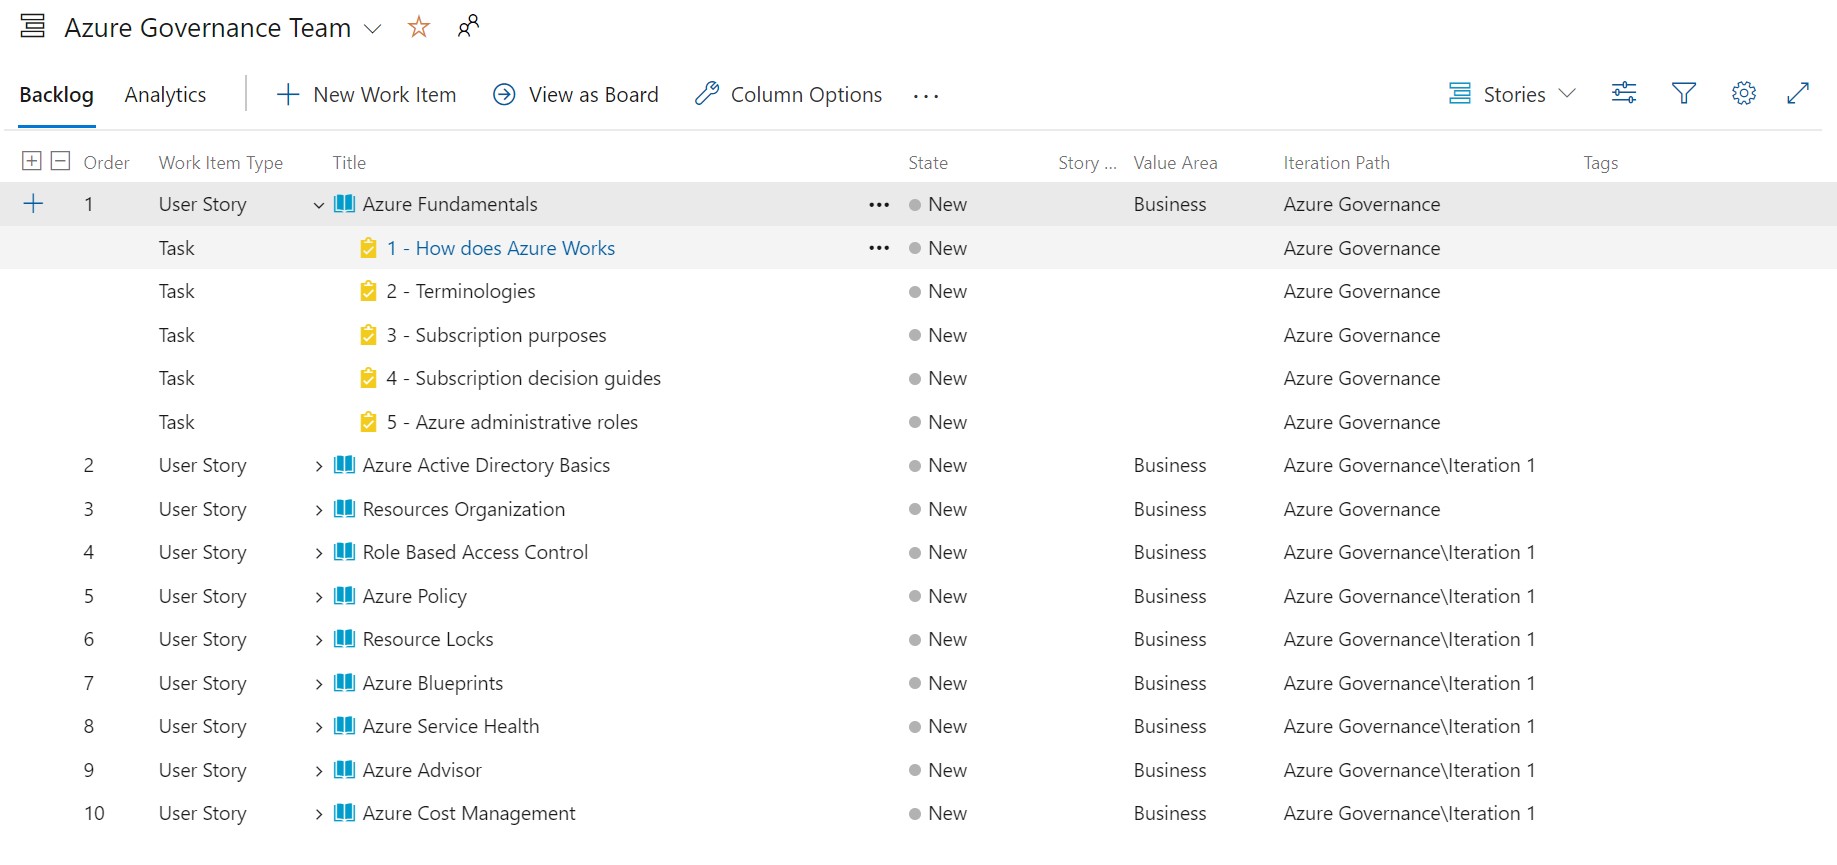 Azure Governance Team
Backlog Analytics New Work Item View as Board Column Options ... Stories
Order Work Item Type Title State Story ... Value Area Iteration Path Tags
1 User Story Azure Fundamentals ... New Business Azure Governance
Task 1 - How does Azure Works ... New Azure Governance
Task 2 - Terminologies New Azure Governance
Task 3 - Subscription purposes New Azure Governance
Task 4 - Subscription decision guides New Azure Governance
Task 5 - Azure administrative roles New Azure Governance
2 User Story Azure Active Directory Basics New Business Azure Governance\Iteration 1
3 User Story Resources Organization New Business Azure Governance
4 User Story Role Based Access Control New Business Azure Governance\Iteration 1
5 User Story Azure Policy New Business Azure Governance\Iteration 1
6 User Story Resource Locks New Business Azure Governance\Iteration 1
7 User Story Azure Blueprints New Business Azure Governance\Iteration 1
8 User Story Azure Service Health New Business Azure Governance\Iteration 1
9 User Story Azure Advisor New Business Azure Governance\Iteration 1
10 User Story Azure Cost Management New Business Azure Governance\Iteration 1